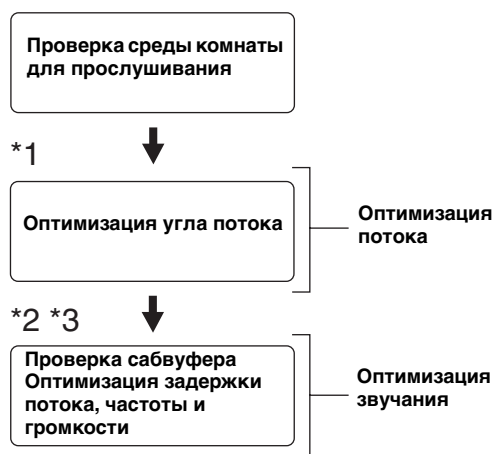 Проверка среды комнаты
для прослушивания
*1
Оптимизация угла потока
Оптимизация
потока
*2 *3
Проверка сабвуфера
Оптимизация задержки
потока, частоты и
громкости
Оптимизация
звучания